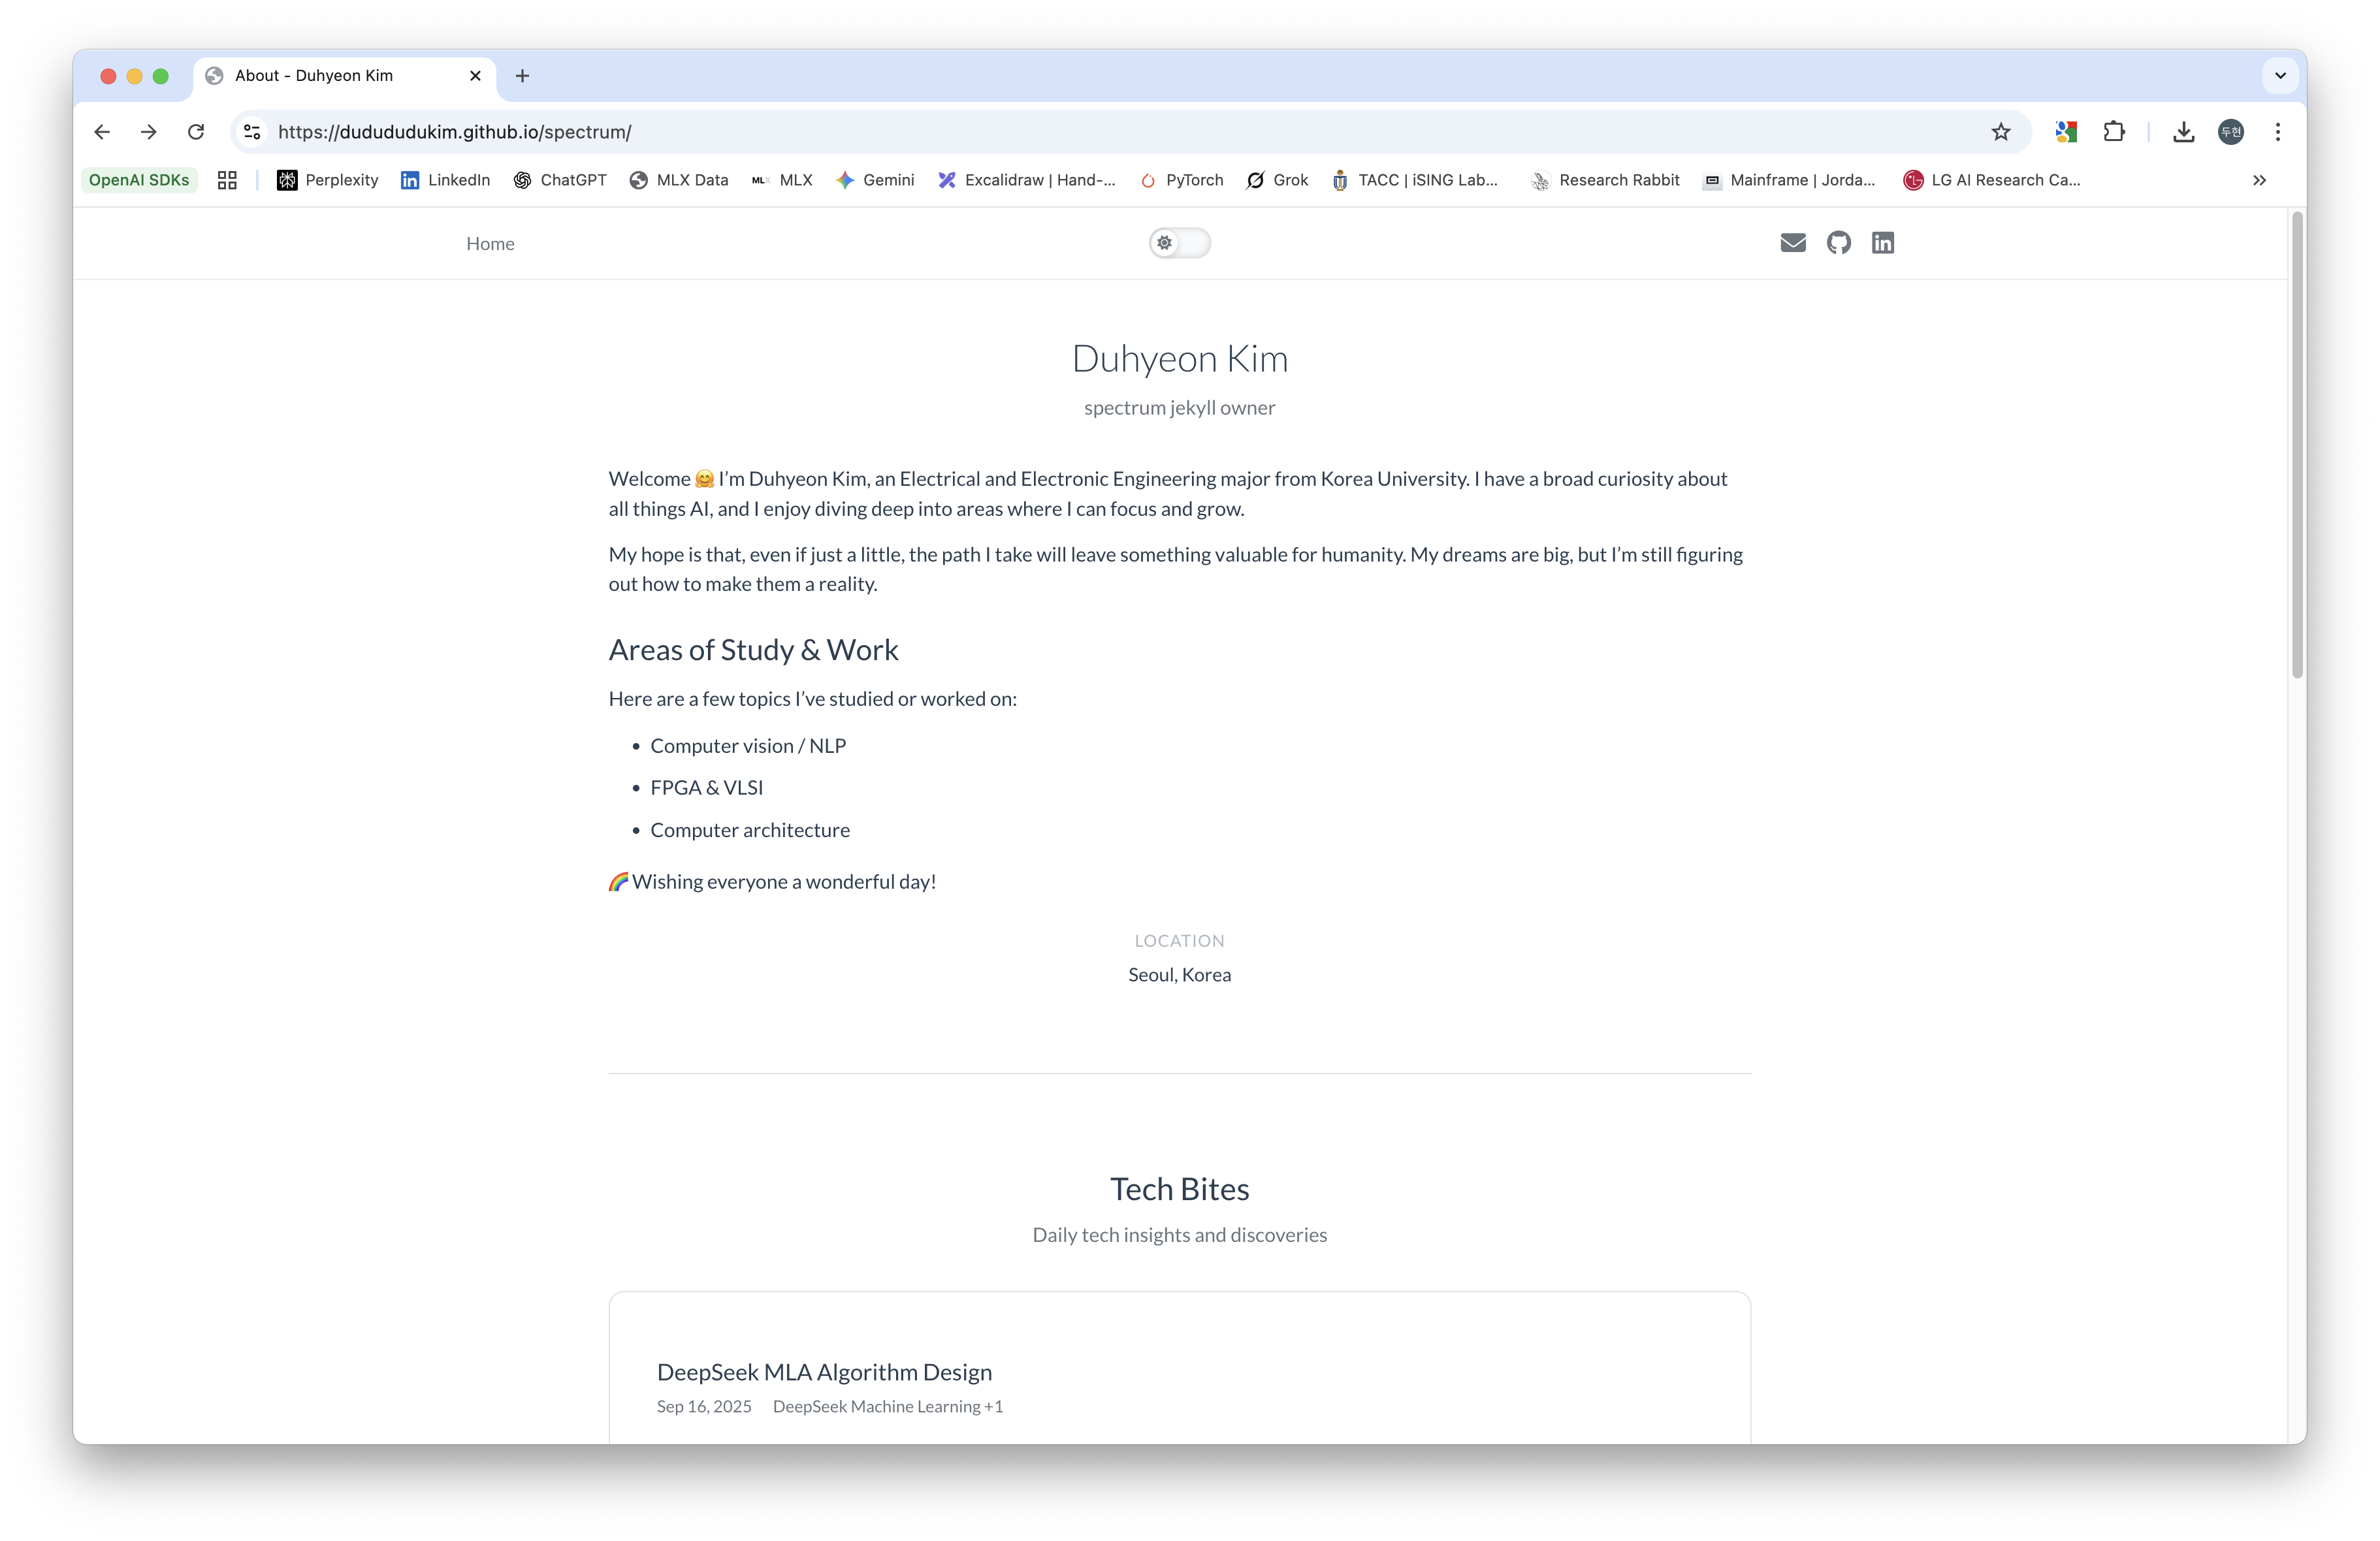 About - Duhyeon Kim
https://dudududukim.github.io/spectrum/
두현
OpenAI SDKs
Perplexity
LinkedIn
ChatGPT
MLX Data
MLX
Gemini
Excalidraw | Hand-...
PyTorch
Grok
TACC | iSING Lab...
Research Rabbit
Mainframe | Jorda...
LG AI Research Ca...
Home
Duhyeon Kim
spectrum jekyll owner
Welcome 🤗 I’m Duhyeon Kim, an Electrical and Electronic Engineering major from Korea University. I have a broad curiosity about
all things AI, and I enjoy diving deep into areas where I can focus and grow.
My hope is that, even if just a little, the path I take will leave something valuable for humanity. My dreams are big, but I’m still figuring
out how to make them a reality.
Areas of Study & Work
Here are a few topics I’ve studied or worked on:
• Computer vision / NLP
• FPGA & VLSI
• Computer architecture
🌈 Wishing everyone a wonderful day!
LOCATION
Seoul, Korea
Tech Bites
Daily tech insights and discoveries
DeepSeek MLA Algorithm Design
Sep 16, 2025 DeepSeek Machine Learning +1